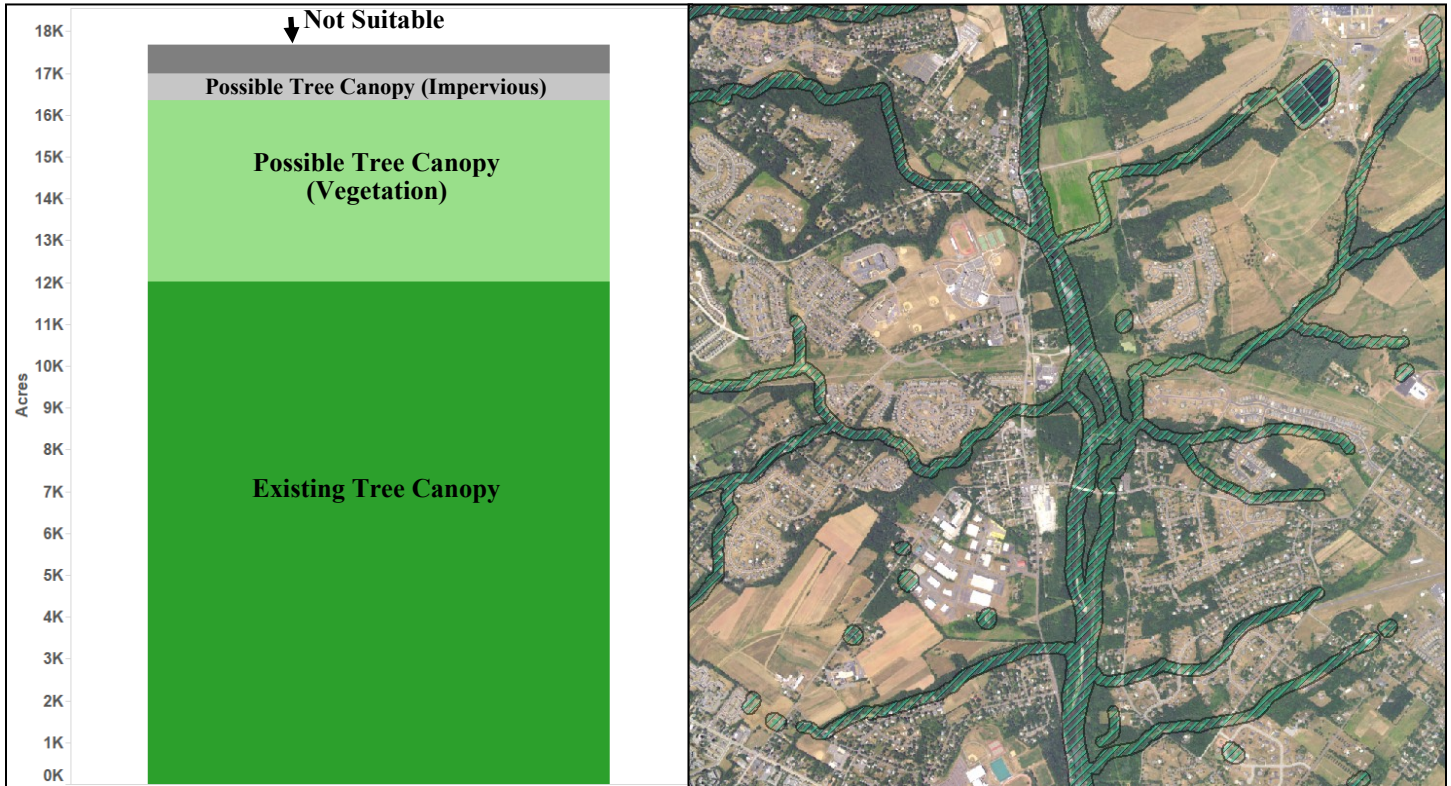 Not Suitable
18K
17K
Possible Tree Canopy (Impervious)
16K
15K
Possible Tree Canopy
(Vegetation)
14K
13K
12K
11K
10K
Acres
9K
8K
7K
Existing Tree Canopy
6K
5K
4K
3K
2K
1K
0K